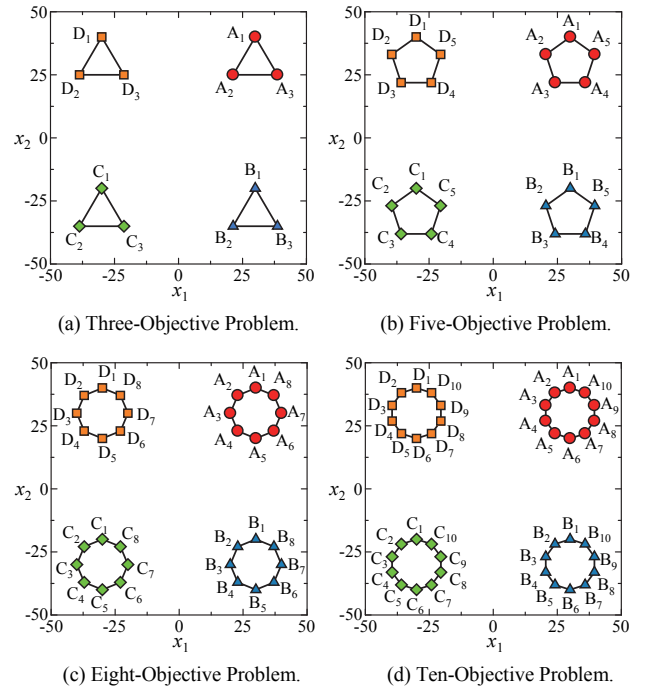 50
25
0
-25
-50
x₂
D₁
D₂
D₃
A₁
A₂
A₃
C₁
C₂
C₃
B₁
B₂
B₃
-50
-25
0
25
50
x₁
(a) Three-Objective Problem.
50
25
0
-25
-50
x₂
D₁
D₂
D₅
D₃
D₄
A₁
A₂
A₅
A₃
A₄
C₁
C₂
C₅
C₃
C₄
B₁
B₂
B₅
B₃
B₄
-50
-25
0
25
50
x₁
(b) Five-Objective Problem.
50
25
0
-25
-50
x₂
D₁
D₂
D₈
D₃
D₇
D₄
D₆
D₅
A₁
A₂
A₈
A₃
A₇
A₄
A₆
A₅
C₁
C₂
C₈
C₃
C₇
C₄
C₆
C₅
B₁
B₂
B₈
B₃
B₇
B₄
B₆
B₅
-50
-25
0
25
50
x₁
(c) Eight-Objective Problem.
50
25
0
-25
-50
x₂
D₁
D₂
D₁₀
D₃
D₉
D₄
D₈
D₅
D₇
D₆
A₁
A₂
A₁₀
A₃
A₉
A₄
A₈
A₅
A₇
A₆
C₁
C₂
C₁₀
C₃
C₉
C₄
C₈
C₅
C₇
C₆
B₁
B₂
B₁₀
B₃
B₉
B₄
B₈
B₅
B₇
B₆
-50
-25
0
25
50
x₁
(d) Ten-Objective Problem.